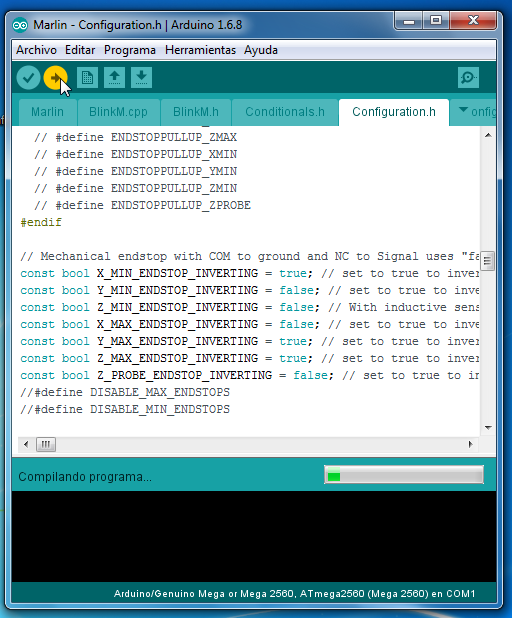 Marlin - Configuration.h | Arduino 1.6.8
Archivo Editar Programa Herramientas Ayuda
Marlin BlinkM.cpp BlinkM.h Conditionals.h Configuration.h onfig
// #define ENDSTOPPULLUP_ZMAX
// #define ENDSTOPPULLUP_XMIN
// #define ENDSTOPPULLUP_YMIN
// #define ENDSTOPPULLUP_ZMIN
// #define ENDSTOPPULLUP_ZPROBE
#endif
// Mechanical endstop with COM to ground and NC to Signal uses "fa
const bool X_MIN_ENDSTOP_INVERTING = true; // set to true to inver
const bool Y_MIN_ENDSTOP_INVERTING = false; // set to true to inver
const bool Z_MIN_ENDSTOP_INVERTING = false; // With inductive sens
const bool X_MAX_ENDSTOP_INVERTING = false; // set to true to inver
const bool Y_MAX_ENDSTOP_INVERTING = true; // set to true to inver
const bool Z_MAX_ENDSTOP_INVERTING = true; // set to true to inver
const bool Z_PROBE_ENDSTOP_INVERTING = false; // set to true to in
//#define DISABLE_MAX_ENDSTOPS
//#define DISABLE_MIN_ENDSTOPS
Compilando programa...
Arduino/Genuino Mega or Mega 2560, ATmega2560 (Mega 2560) en COM1